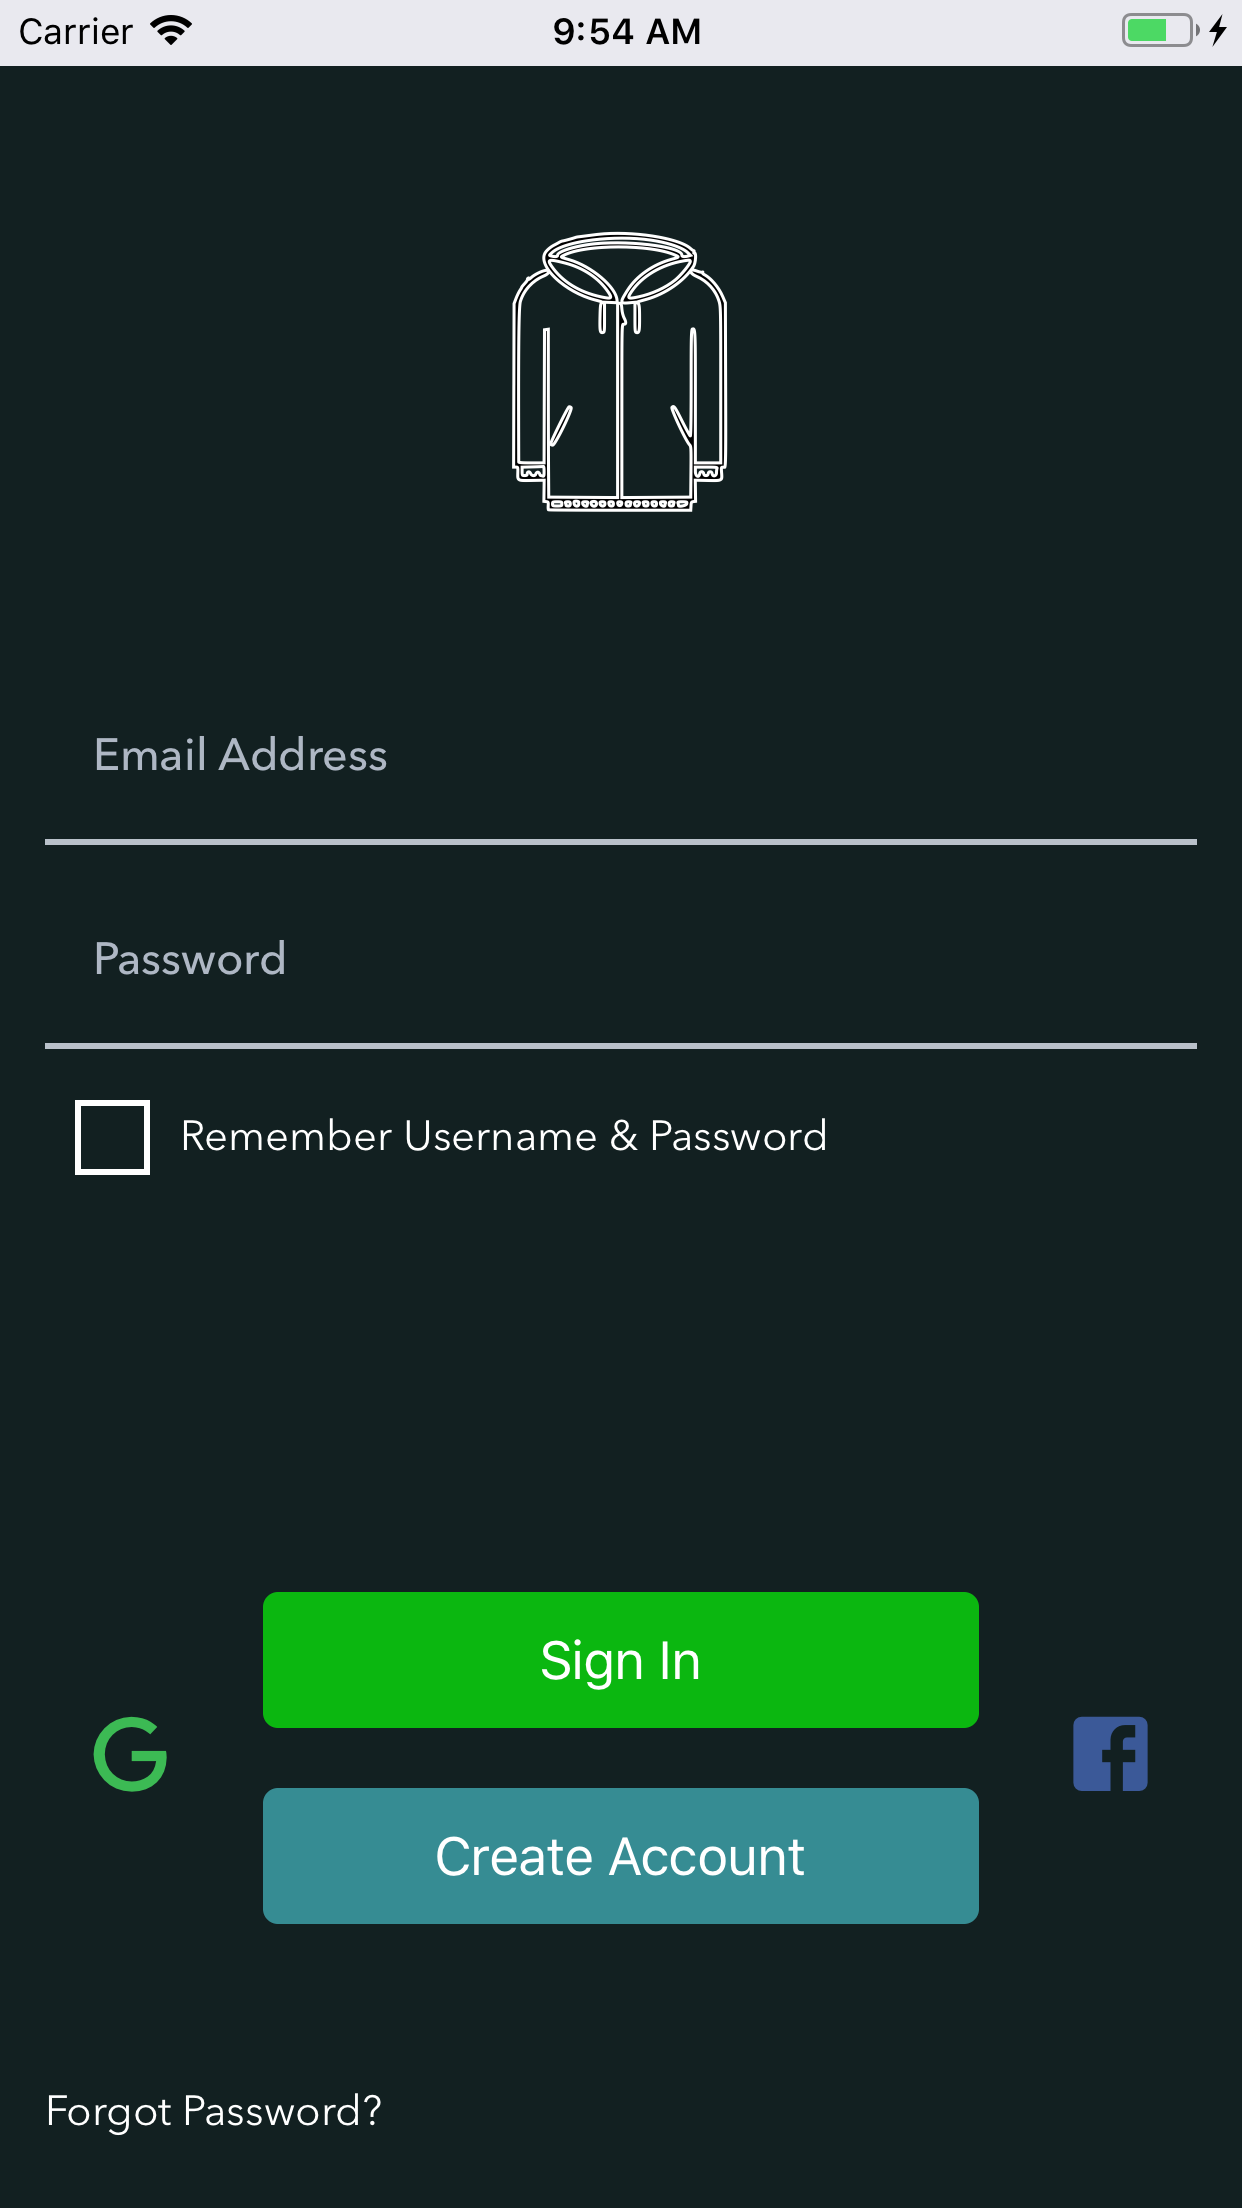 Carrier 9:54 AM
Email Address
Password
Remember Username & Password
Sign In
Create Account
Forgot Password?